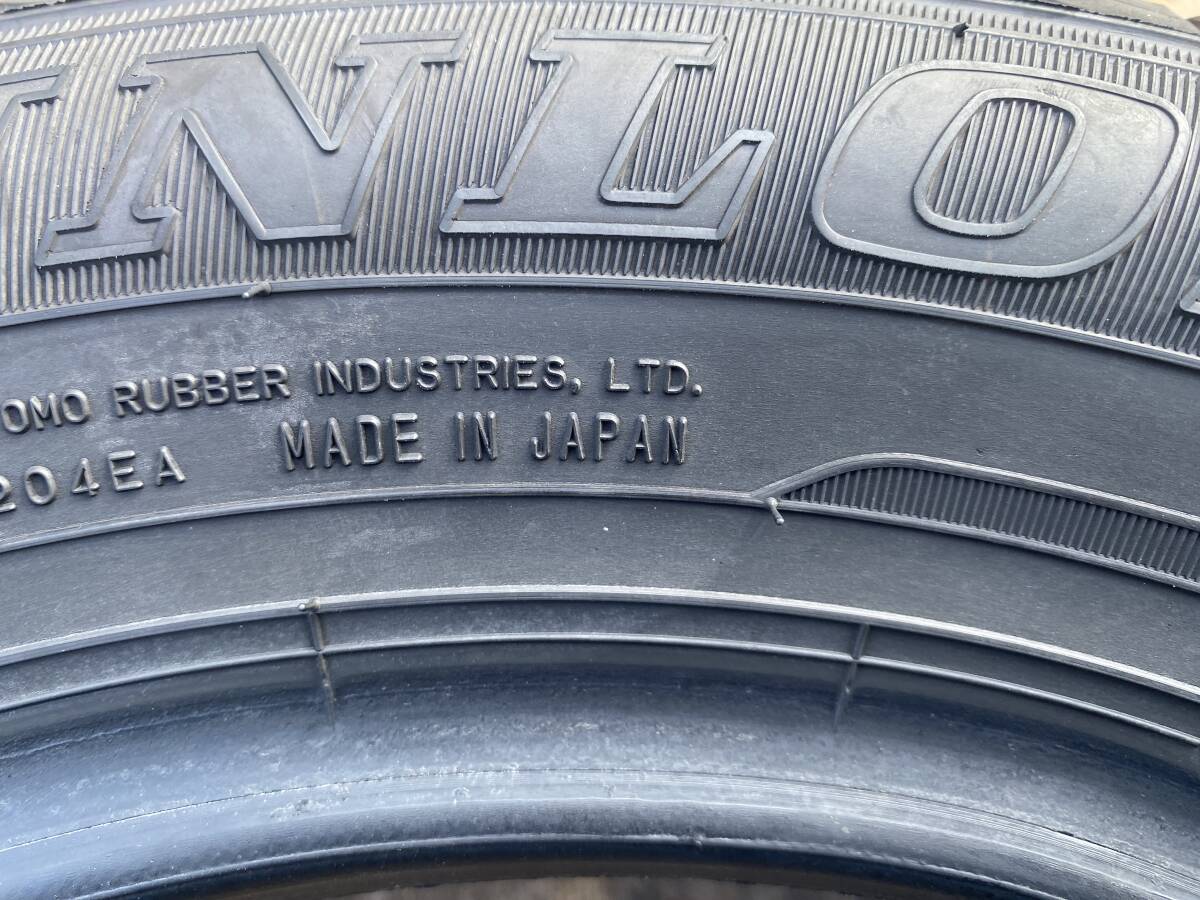 NLO
OMO RUBBER INDUSTRIES, LTD.
204EA MADE IN JAPAN